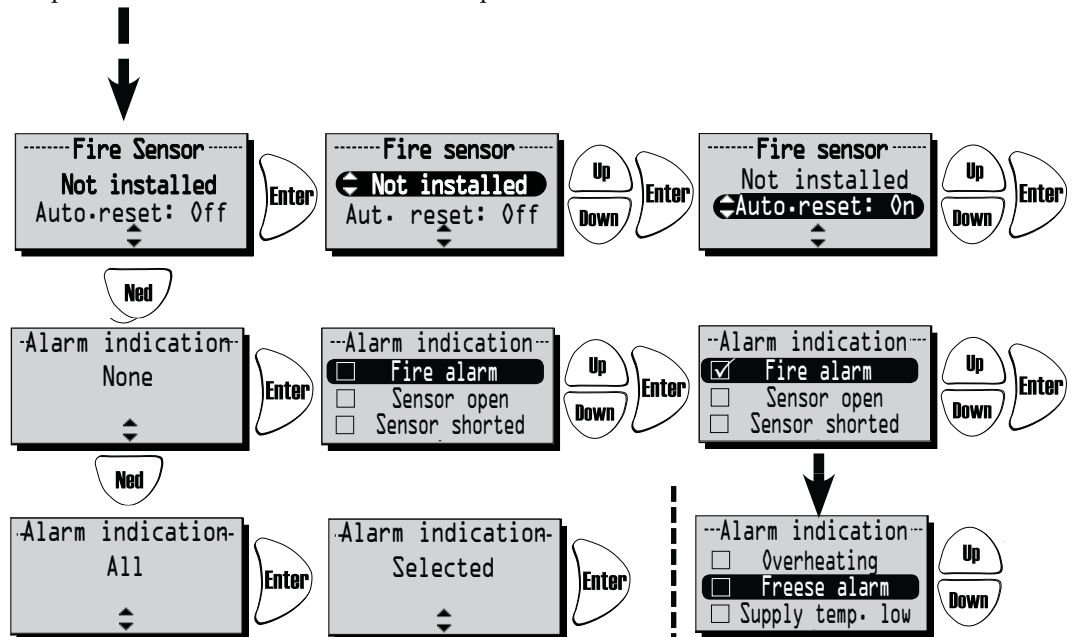 Fire Sensor
Not installed
Auto.reset: Off
Enter
Fire sensor
Not installed
Aut. reset: Off
Up
Down
Enter
Fire sensor
Not installed
Auto.reset: On
Up
Down
Enter
Ned
Alarm indication
None
Enter
Alarm indication
Fire alarm
Sensor open
Sensor shorted
Up
Down
Enter
Alarm indication
Fire alarm
Sensor open
Sensor shorted
Up
Down
Enter
Ned
Alarm indication
All
Enter
Alarm indication
Selected
Enter
Alarm indication
Overheating
Freese alarm
Supply temp. low
Up
Down